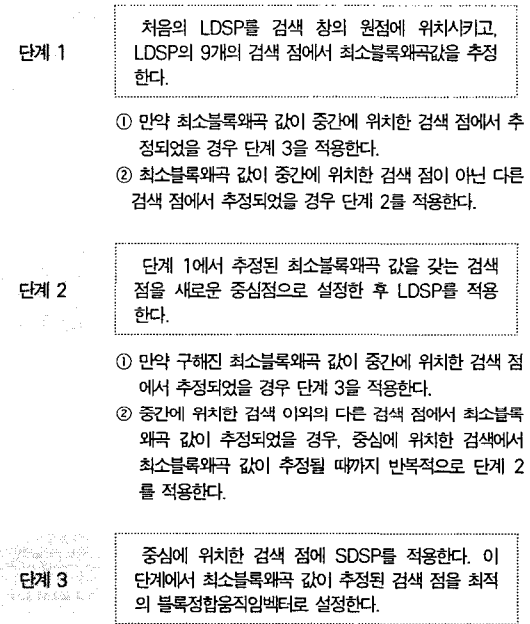 처음의 LDSP를 검색 창의 원점에 위치시키고,
단계 1
LDSP의 9개의 검색 점에서 최소블록왜곡값을 추정
한다.
① 만약 최소블록왜곡 값이 중간에 위치한 검색 점에서 추
정되었을 경우 단계 3을 적용한다.
② 최소블록왜곡 값이 중간에 위치한 검색 점이 아닌 다른
검색 점에서 추정되었을 경우 단계 2를 적용한다.
단계 1에서 추정된 최소블록왜곡 값을 갖는 검색
단계 2
점을 새로운 중심점으로 설정한 후 LDSP를 적용
한다.
① 만약 구해진 최소블록왜곡 값이 중간에 위치한 검색 점
에서 추정되었을 경우 단계 3을 적용한다.
② 중간에 위치한 검색 이외의 다른 검색 점에서 최소블록
왜곡 값이 추정되었을 경우, 중심에 위치한 검색에서
최소블록왜곡 값이 추정될 때까지 반복적으로 단계 2
를 적용한다.
중심에 위치한 검색 점에 SDSP를 적용한다. 이
단계 3
단계에서 최소블록왜곡 값이 추정된 검색 점을 최적
의 블록정합움직임벡터로 설정한다.